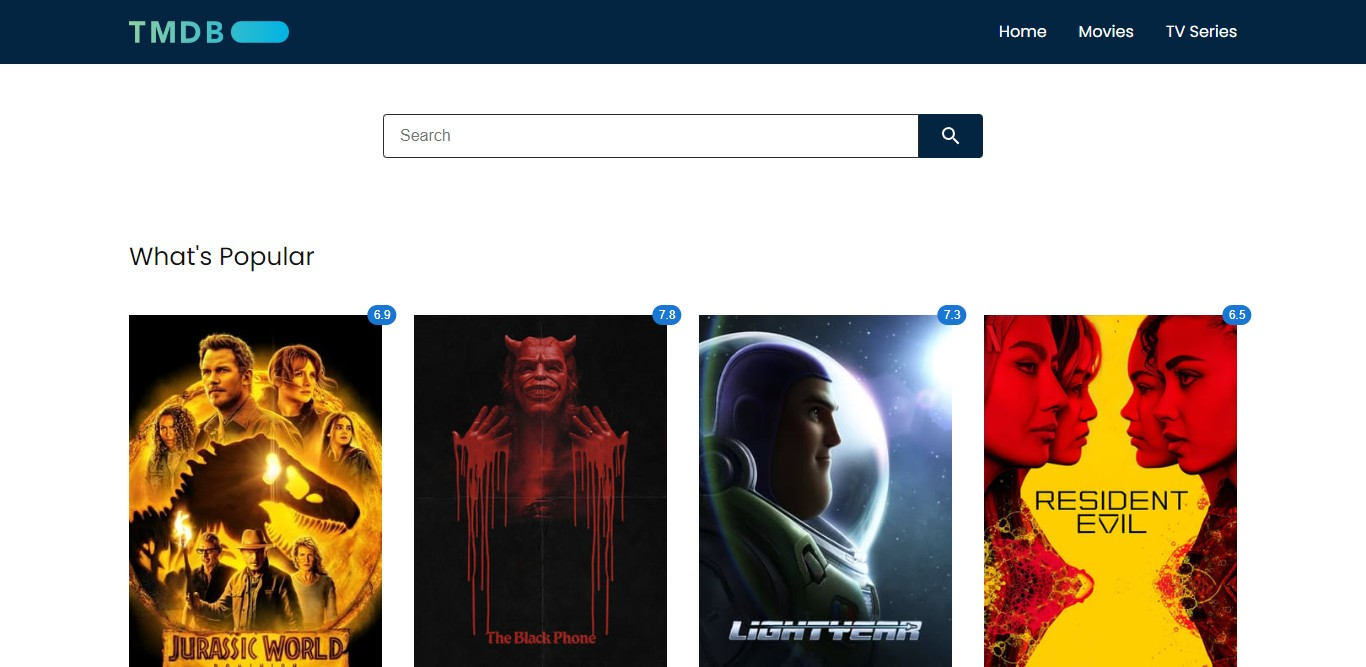 TMDB
Home Movies TV Series
Search
What's Popular
6.9
7.8
7.3
6.5
RESIDENT
EVIL
The Black Phone
LIGHTYEAR
JURASSIC WORLD
DOMINION